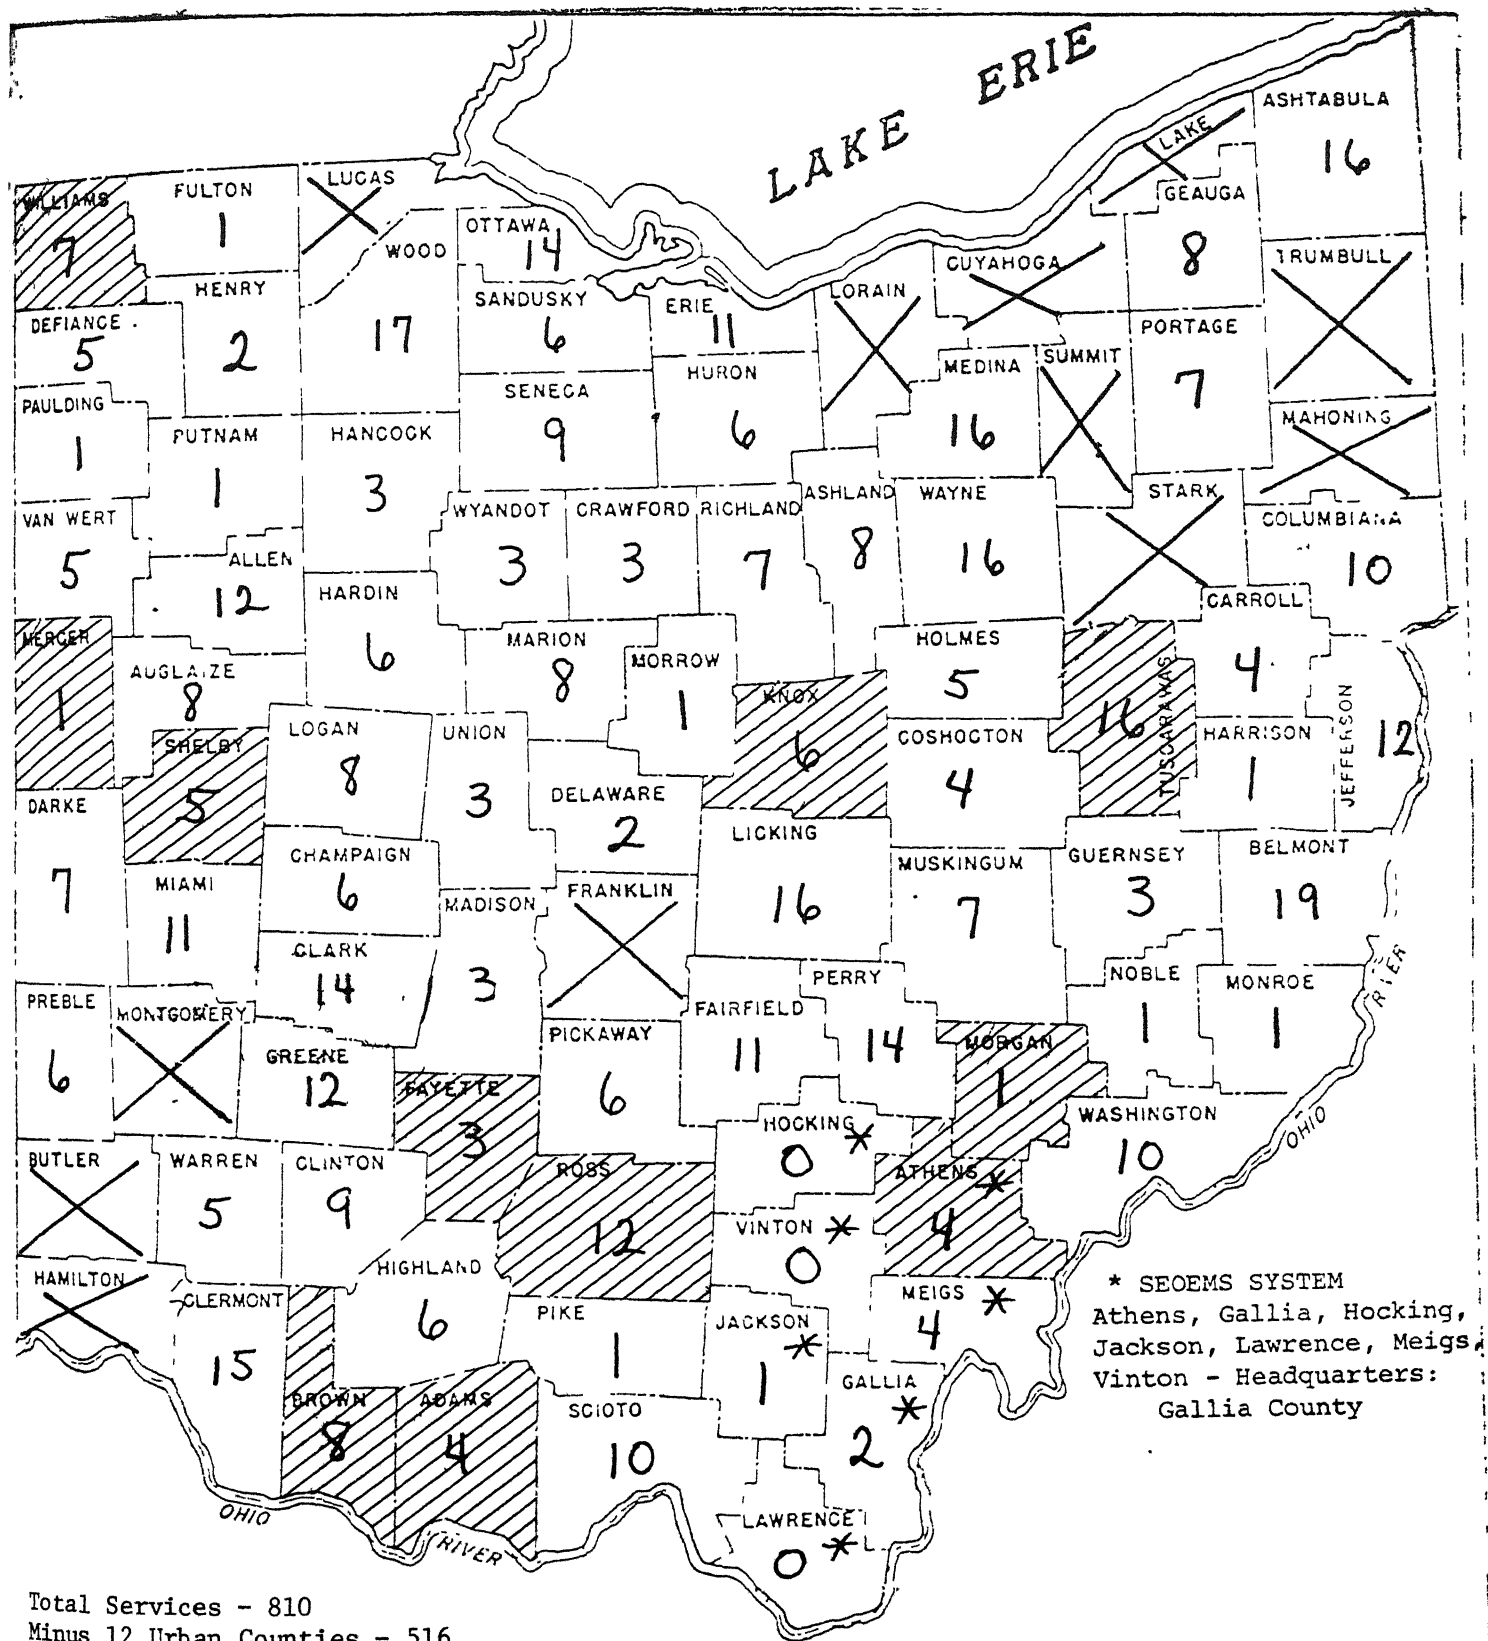 LAKE ERIE
ASHTABULA
16
LAKE
GEAUGA
8
WILLIAMS
7
FULTON
1
LUCAS
WOOD
17
OTTAWA
14
CUYAHOGA
TRUMBULL
HENRY
2
SANDUSKY
6
ERIE
11
LORAIN
DEFIANCE
5
PORTAGE
7
MEDINA
16
SUMMIT
SENECA
9
HURON
6
PAULDING
1
MAHONING
PUTNAM
1
HANCOCK
3
VAN WERT
5
WYANDOT
3
CRAWFORD
3
RICHLAND
7
ASHLAND
8
WAYNE
16
STARK
COLUMBIANA
10
ALLEN
12
HARDIN
6
CARROLL
4
MERCER
1
AUGLAIZE
8
MARION
8
MORROW
1
HOLMES
5
KNOX
6
TUSCARAWAS
16
JEFFERSON
12
SHELBY
5
LOGAN
8
UNION
3
COSHOCTON
4
HARRISON
1
DARKE
7
DELAWARE
2
LICKING
16
CHAMPAIGN
6
MUSKINGUM
7
GUERNSEY
3
BELMONT
19
MIAMI
11
MADISON
3
FRANKLIN
CLARK
14
PERRY
14
NOBLE
1
MONROE
1
RIVER
PREBLE
6
MONTGOMERY
FAIRFIELD
11
PICKAWAY
6
GREENE
12
MORGAN
1
FAYETTE
3
WASHINGTON
10
OHIO
HOCKING *
0
BUTLER
WARREN
5
CLINTON
9
ROSS
12
ATHENS *
4
VINTON *
0
HIGHLAND
6
HAMILTON
CLERMONT
15
PIKE
1
JACKSON *
1
MEIGS *
4
* SEOEMS SYSTEM
Athens, Gallia, Hocking,
Jackson, Lawrence, Meigs,
Vinton - Headquarters:
Gallia County
GALLIA *
2
BROWN
8
ADAMS
4
SCIOTO
10
LAWRENCE *
0
OHIO
RIVER
Total Services - 810
Minus 12 Urban Counties - 516